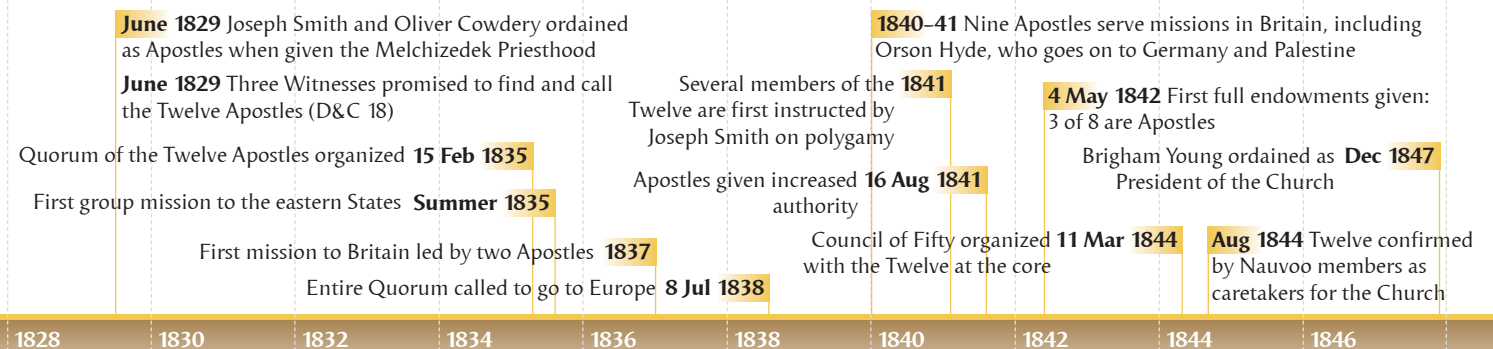 June 1829 Joseph Smith and Oliver Cowdery ordained
as Apostles when given the Melchizedek Priesthood
June 1829 Three Witnesses promised to find and call
the Twelve Apostles (D&C 18)
Quorum of the Twelve Apostles organized 15 Feb 1835
First group mission to the eastern States Summer 1835
First mission to Britain led by two Apostles 1837
Entire Quorum called to go to Europe 8 Jul 1838
1840–41 Nine Apostles serve missions in Britain, including
Orson Hyde, who goes on to Germany and Palestine
Several members of the 1841
Twelve are first instructed by
Joseph Smith on polygamy
Apostles given increased 16 Aug 1841
authority
4 May 1842 First full endowments given:
3 of 8 are Apostles
Brigham Young ordained as Dec 1847
President of the Church
Council of Fifty organized 11 Mar 1844
with the Twelve at the core
Aug 1844 Twelve confirmed
by Nauvoo members as
caretakers for the Church
1828 1830 1832 1834 1836 1838 1840 1842 1844 1846